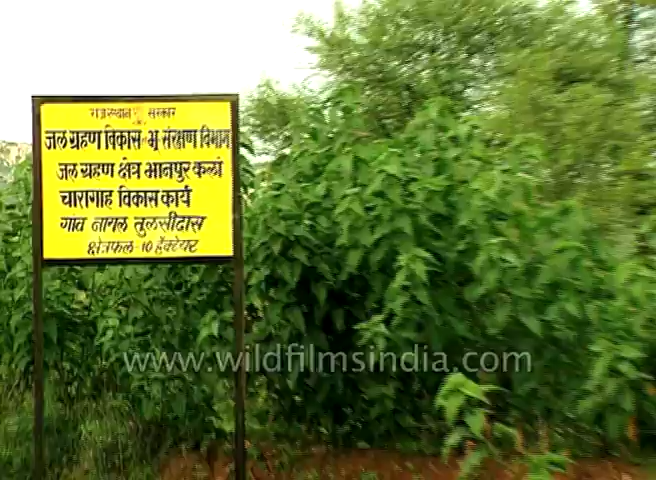 राजस्थान सरकार
जल ग्रहण विकास भू संरक्षण विभाग
जल ग्रहण क्षेत्र भानपुर कलां
चारागाह विकास कार्य
गांव नागल तुलसीदास
क्षेत्रफल-10 हैक्टेयर
www.wildfilmsindia.com